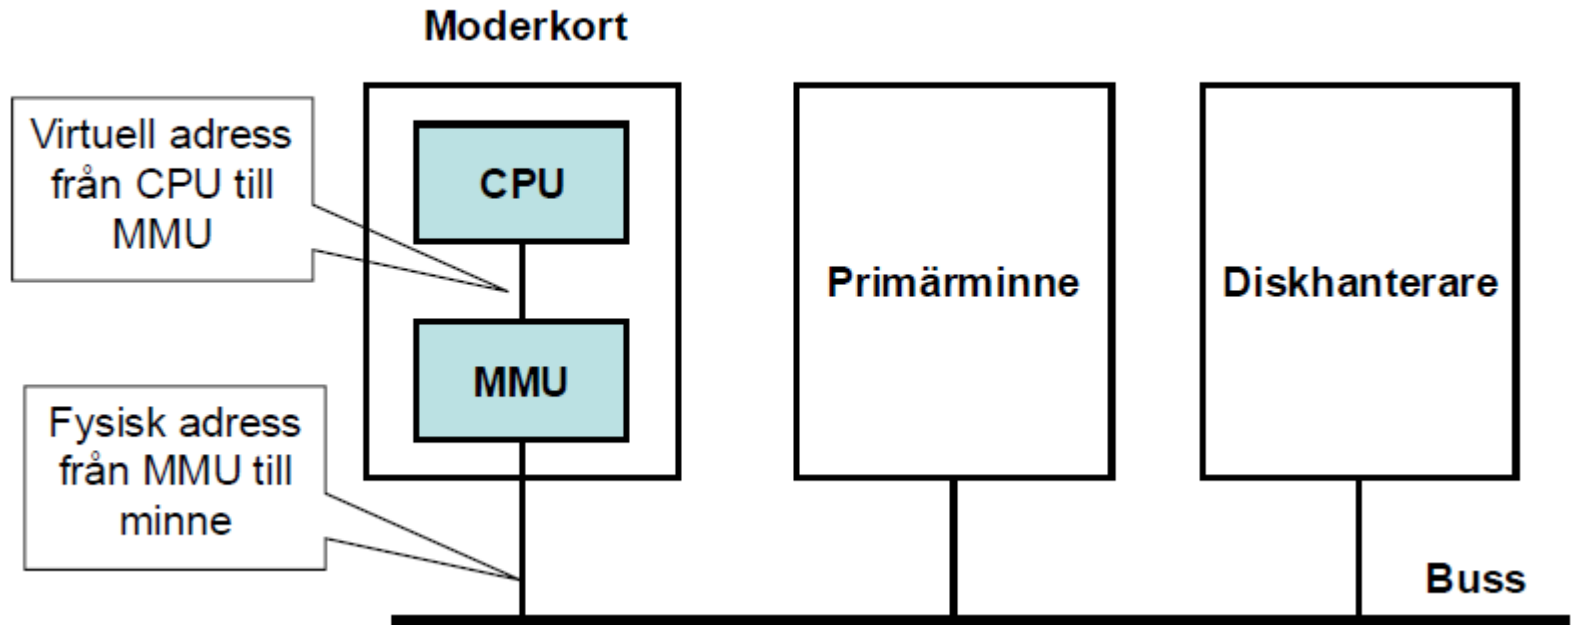 Moderkort
Virtuell adress
från CPU till
MMU
CPU
MMU
Primärminne
Diskhanterare
Fysisk adress
från MMU till
minne
Buss